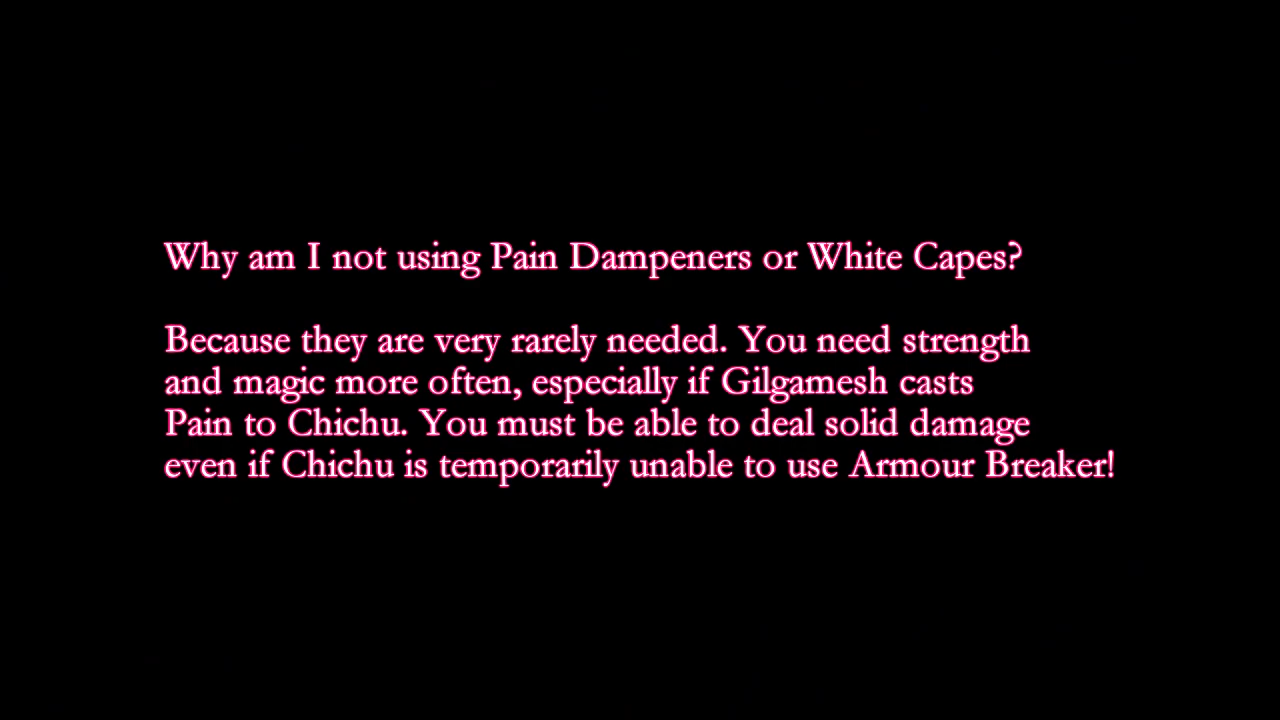 Why am I not using Pain Dampeners or White Capes?
Because they are very rarely needed. You need strength
and magic more often, especially if Gilgamesh casts
Pain to Chichu. You must be able to deal solid damage
even if Chichu is temporarily unable to use Armour Breaker!